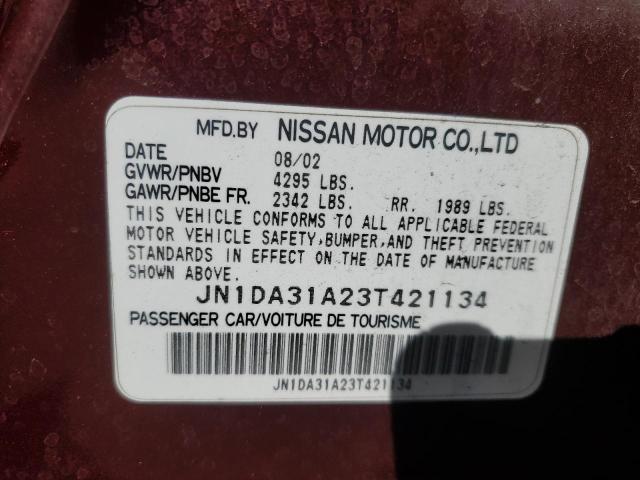 MFD.BY NISSAN MOTOR CO.,LTD
DATE 08/02
GVWR/PNBV 4295 LBS.
GAWR/PNBE FR. 2342 LBS. RR. 1989 LBS.
THIS VEHICLE CONFORMS TO ALL APPLICABLE FEDERAL
MOTOR VEHICLE SAFETY,BUMPER,AND THEFT PREVENTION
STANDARDS IN EFFECT ON THE DATE OF MANUFACTURE
SHOWN ABOVE.
JN1DA31A23T421134
PASSENGER CAR/VOITURE DE TOURISME
JN1DA31A23T421134